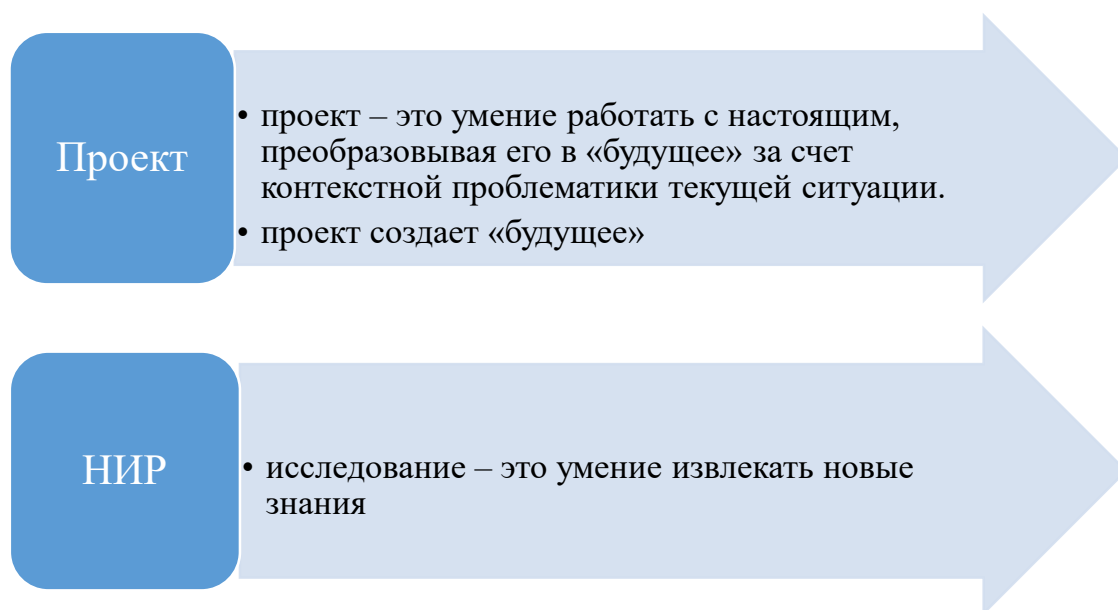 Проект
• проект – это умение работать с настоящим,
преобразовывая его в «будущее» за счет
контекстной проблематики текущей ситуации.
• проект создает «будущее»
НИР
• исследование – это умение извлекать новые
знания